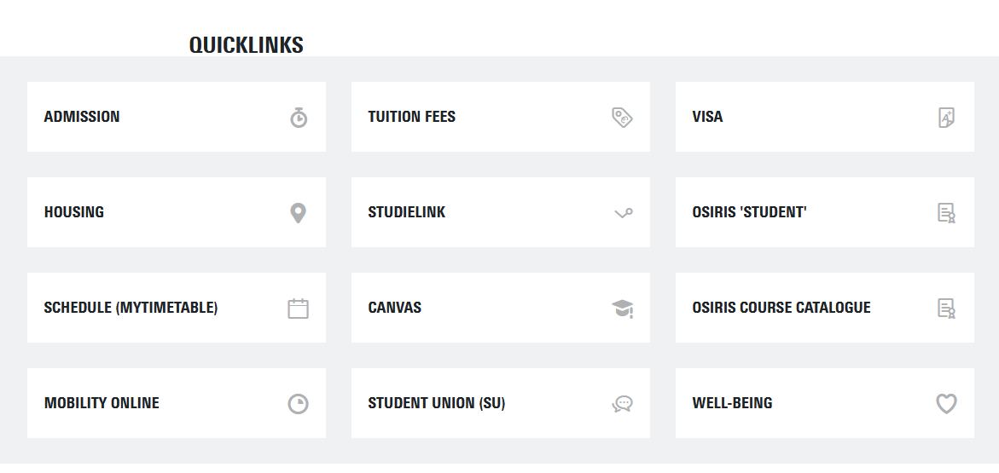 QUICKLINKS
ADMISSION
TUITION FEES
VISA
HOUSING
STUDIELINK
OSIRIS 'STUDENT'
SCHEDULE (MYTIMETABLE)
CANVAS
OSIRIS COURSE CATALOGUE
MOBILITY ONLINE
STUDENT UNION (SU)
WELL-BEING